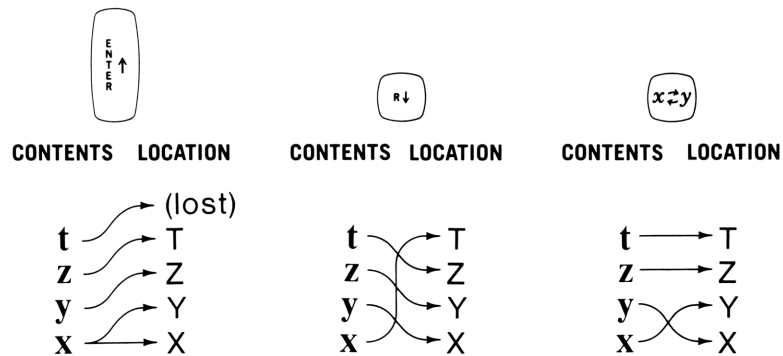 ENTER ↑
R↓
x⇄y
CONTENTS LOCATION
CONTENTS LOCATION
CONTENTS LOCATION
(lost)
t T
z Z
y Y
x X
t T
z Z
y Y
x X
t T
z Z
y Y
x X